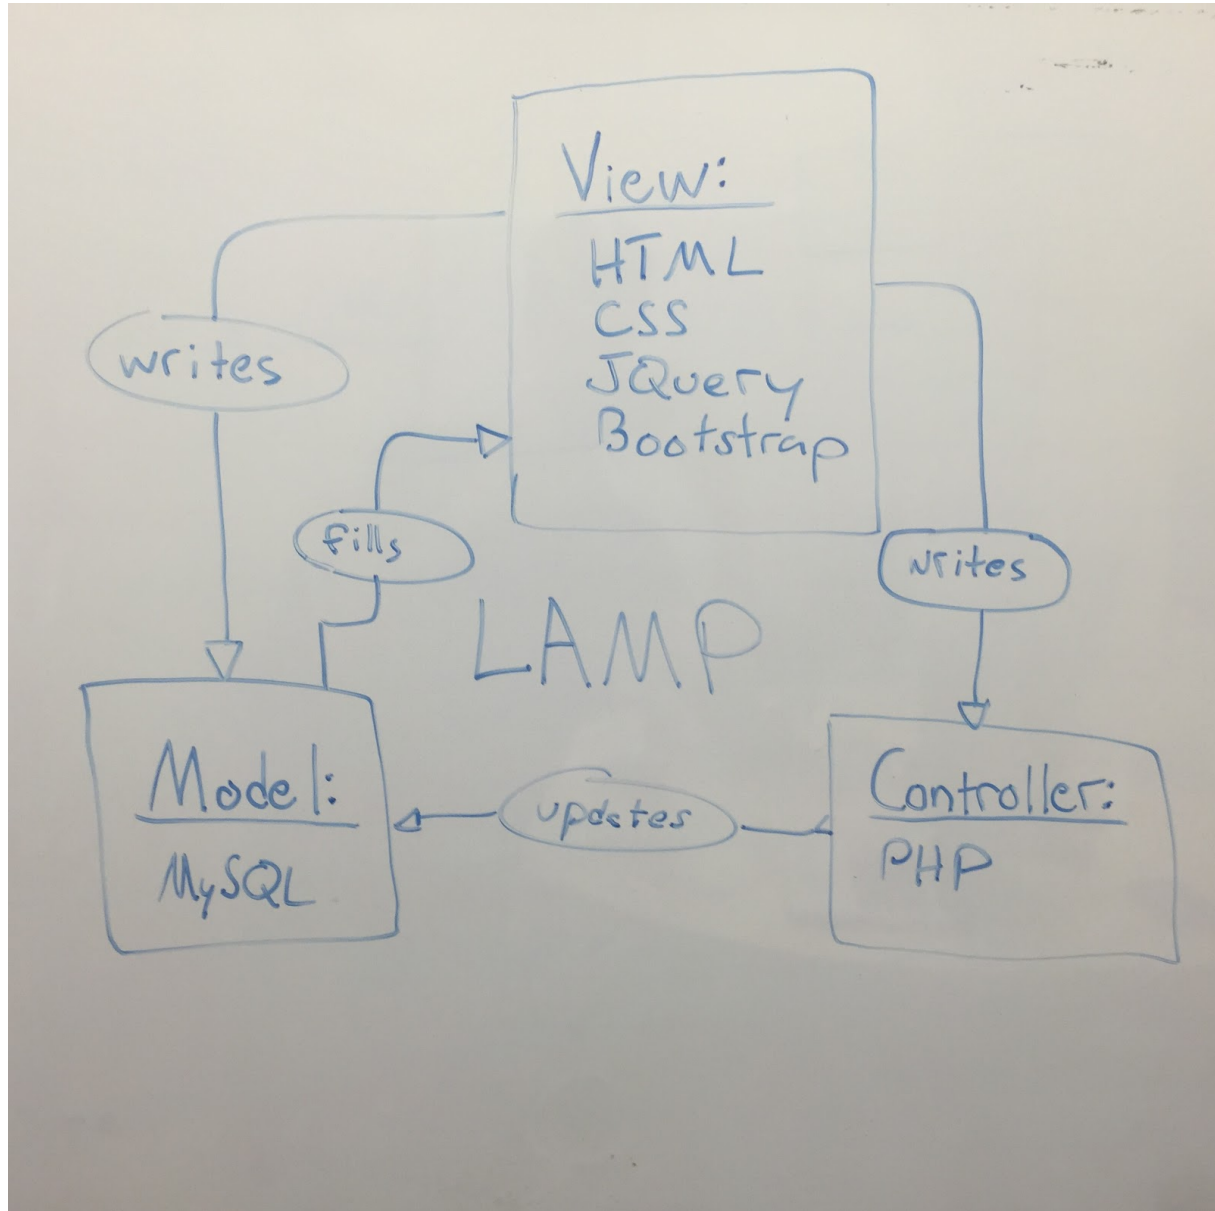 View:
HTML
CSS
JQuery
Bootstrap
writes
fills
writes
LAMP
Model:
MySQL
updates
Controller:
PHP